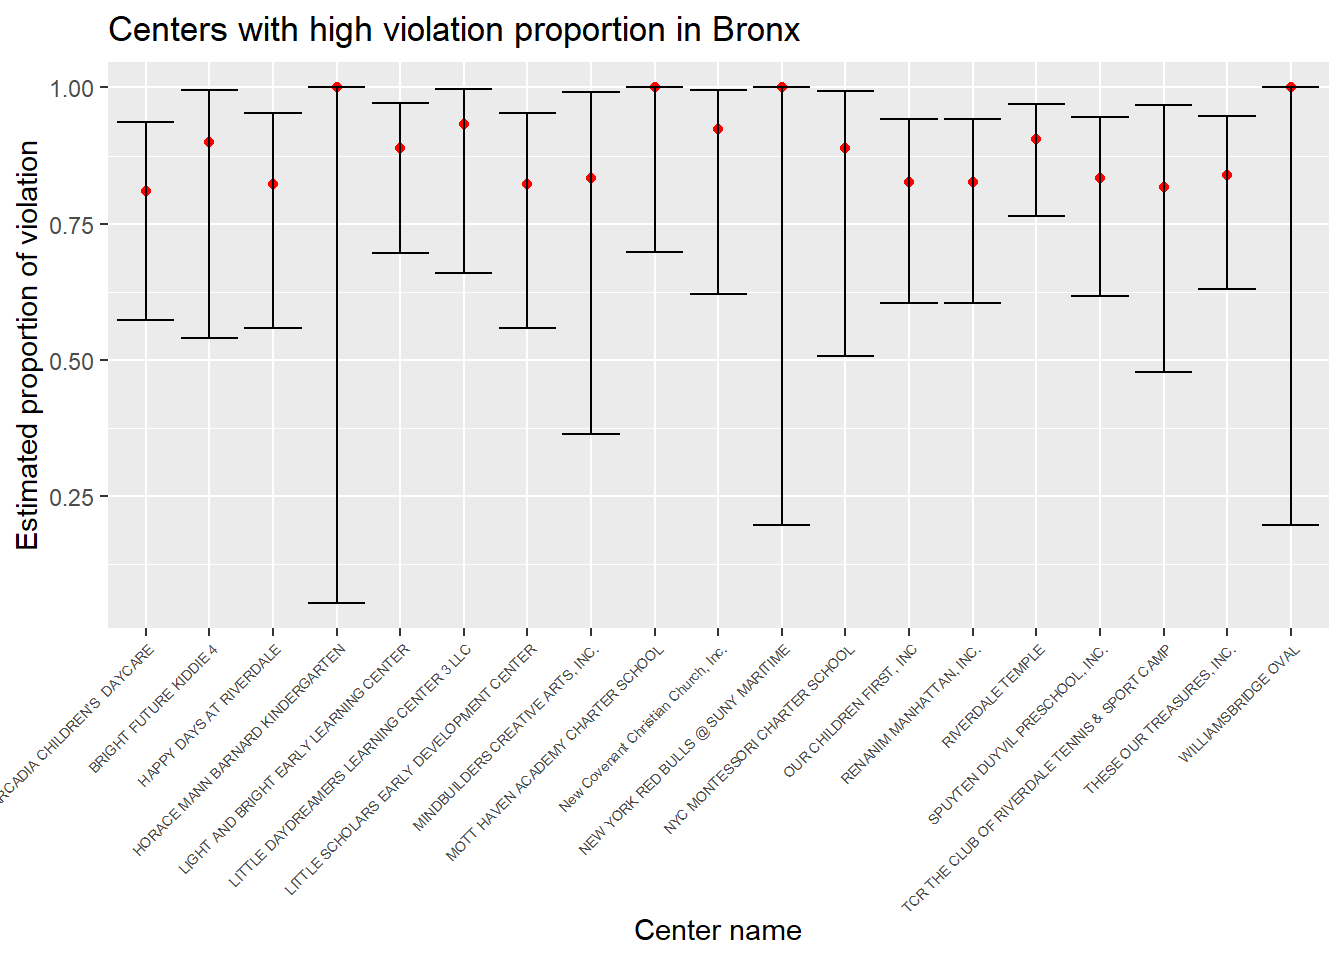 Centers with high violation proportion in Bronx
Estimated proportion of violation
1.00
0.75
0.50
0.25
RCADIA CHILDREN'S DAYCARE
BRIGHT FUTURE KIDDIE 4
HAPPY DAYS AT RIVERDALE
HORACE MANN BARNARD KINDERGARTEN
LIGHT AND BRIGHT EARLY LEARNING CENTER
LITTLE DAYDREAMERS LEARNING CENTER 3 LLC
LITTLE SCHOLARS EARLY DEVELOPMENT CENTER
MINDBUILDERS CREATIVE ARTS, INC.
MOTT HAVEN ACADEMY CHARTER SCHOOL
New Covenant Christian Church, Inc.
NEW YORK RED BULLS @ SUNY MARITIME
NYC MONTESSORI CHARTER SCHOOL
OUR CHILDREN FIRST, INC
RENANIM MANHATTAN, INC.
RIVERDALE TEMPLE
SPUYTEN DUYVIL PRESCHOOL, INC.
TCR THE CLUB OF RIVERDALE TENNIS & SPORT CAMP
THESE OUR TREASURES, INC.
WILLIAMSBRIDGE OVAL
Center name